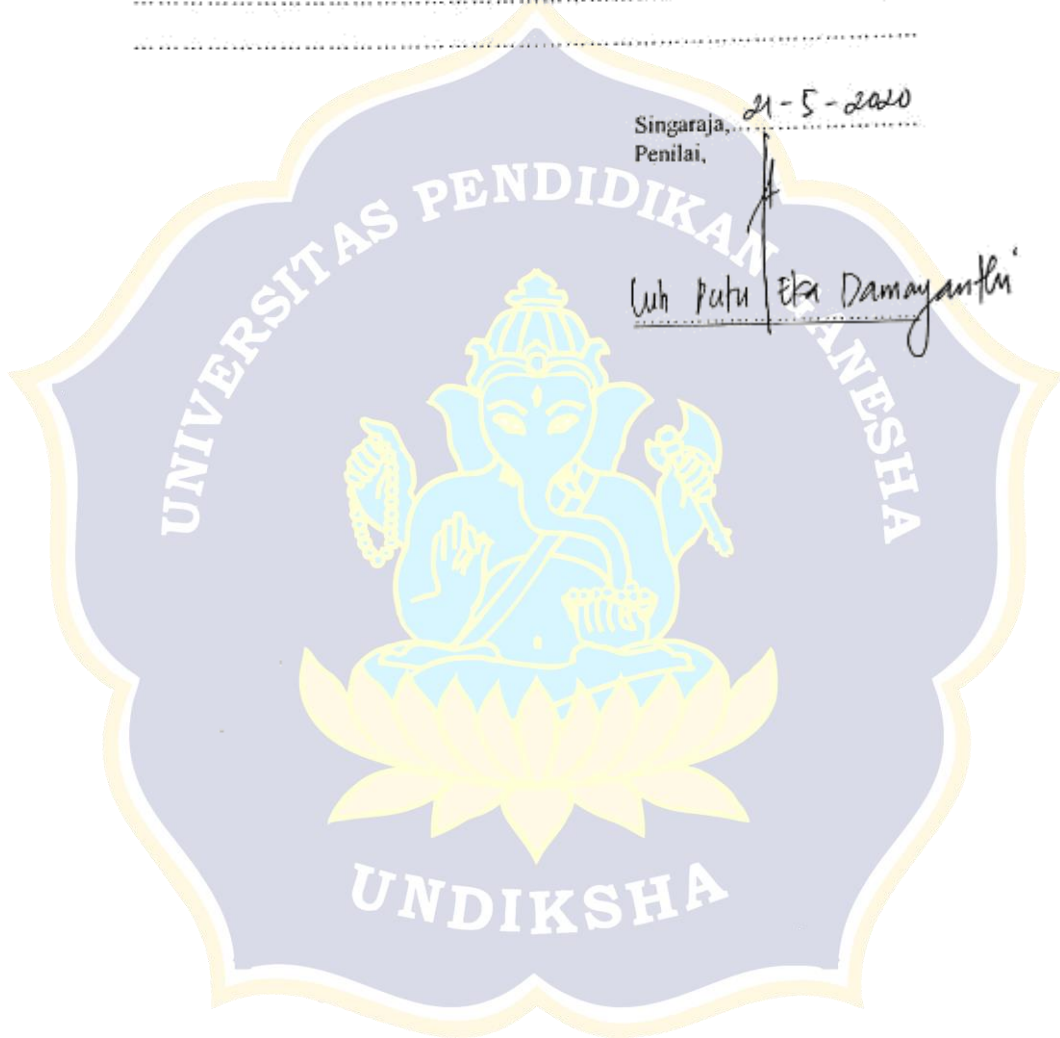 Singaraja, 21-5-2020
Penilai,
Luh Putu Eka Damayanthi
UNIVERSITAS PENDIDIKAN GANESHA
UNDIKSHA